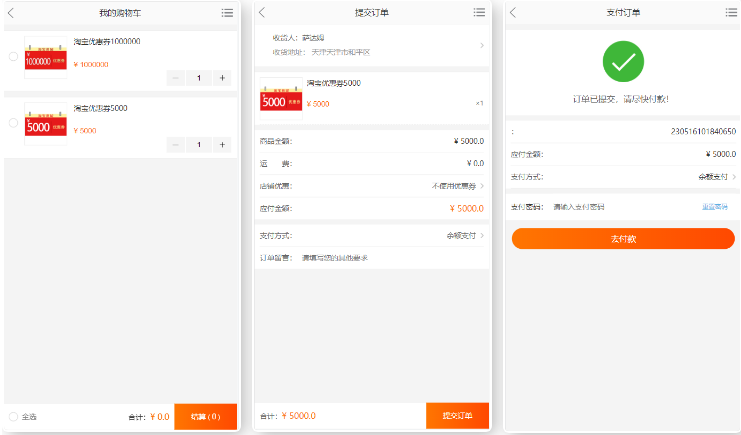 我的购物车
淘宝优惠券1000000
1000000 优惠券
¥ 1000000
— 1 +
淘宝优惠券5000
5000 优惠券
¥ 5000
— 1 +
全选
合计: ¥ 0.0
结算 ( 0 )
提交订单
收货人: 萨达姆
收货地址: 天津天津市和平区
淘宝优惠券5000
5000 优惠券
¥ 5000
×1
商品金额: ¥ 5000.0
运 费: ¥ 0.0
店铺优惠: 不使用优惠券
应付金额: ¥ 5000.0
支付方式: 余额支付
订单留言: 请填写您的其他要求
合计: ¥ 5000.0
提交订单
支付订单
订单已提交，请尽快付款!
: 230516101840650
应付金额: ¥ 5000.0
支付方式: 余额支付
支付密码: 请输入支付密码
重置密码
去付款